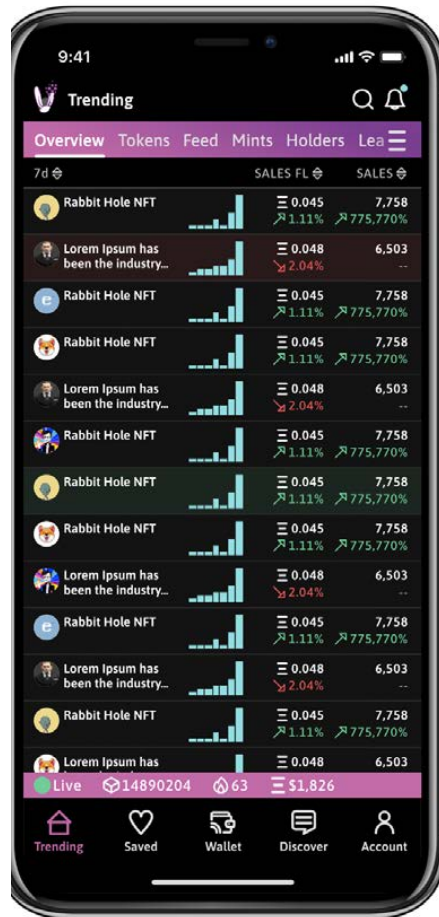 9:41
Trending
Overview Tokens Feed Mints Holders Lea
7d SALES FL SALES
Rabbit Hole NFT Ξ 0.045 7,758
1.11% 775,770%
Lorem Ipsum has Ξ 0.048 6,503
been the industry... 2.04% --
e Rabbit Hole NFT Ξ 0.045 7,758
1.11% 775,770%
Rabbit Hole NFT Ξ 0.045 7,758
1.11% 775,770%
Lorem Ipsum has Ξ 0.048 6,503
been the industry... 2.04% --
Rabbit Hole NFT Ξ 0.045 7,758
1.11% 775,770%
Rabbit Hole NFT Ξ 0.045 7,758
1.11% 775,770%
Rabbit Hole NFT Ξ 0.045 7,758
1.11% 775,770%
Lorem Ipsum has Ξ 0.048 6,503
been the industry... 2.04% --
e Rabbit Hole NFT Ξ 0.045 7,758
1.11% 775,770%
Lorem Ipsum has Ξ 0.048 6,503
been the industry... 2.04% --
Rabbit Hole NFT Ξ 0.045 7,758
1.11% 775,770%
Lorem Ipsum has Ξ 0.048 6,503
Live 14890204 63 Ξ $1,826
Trending Saved Wallet Discover Account